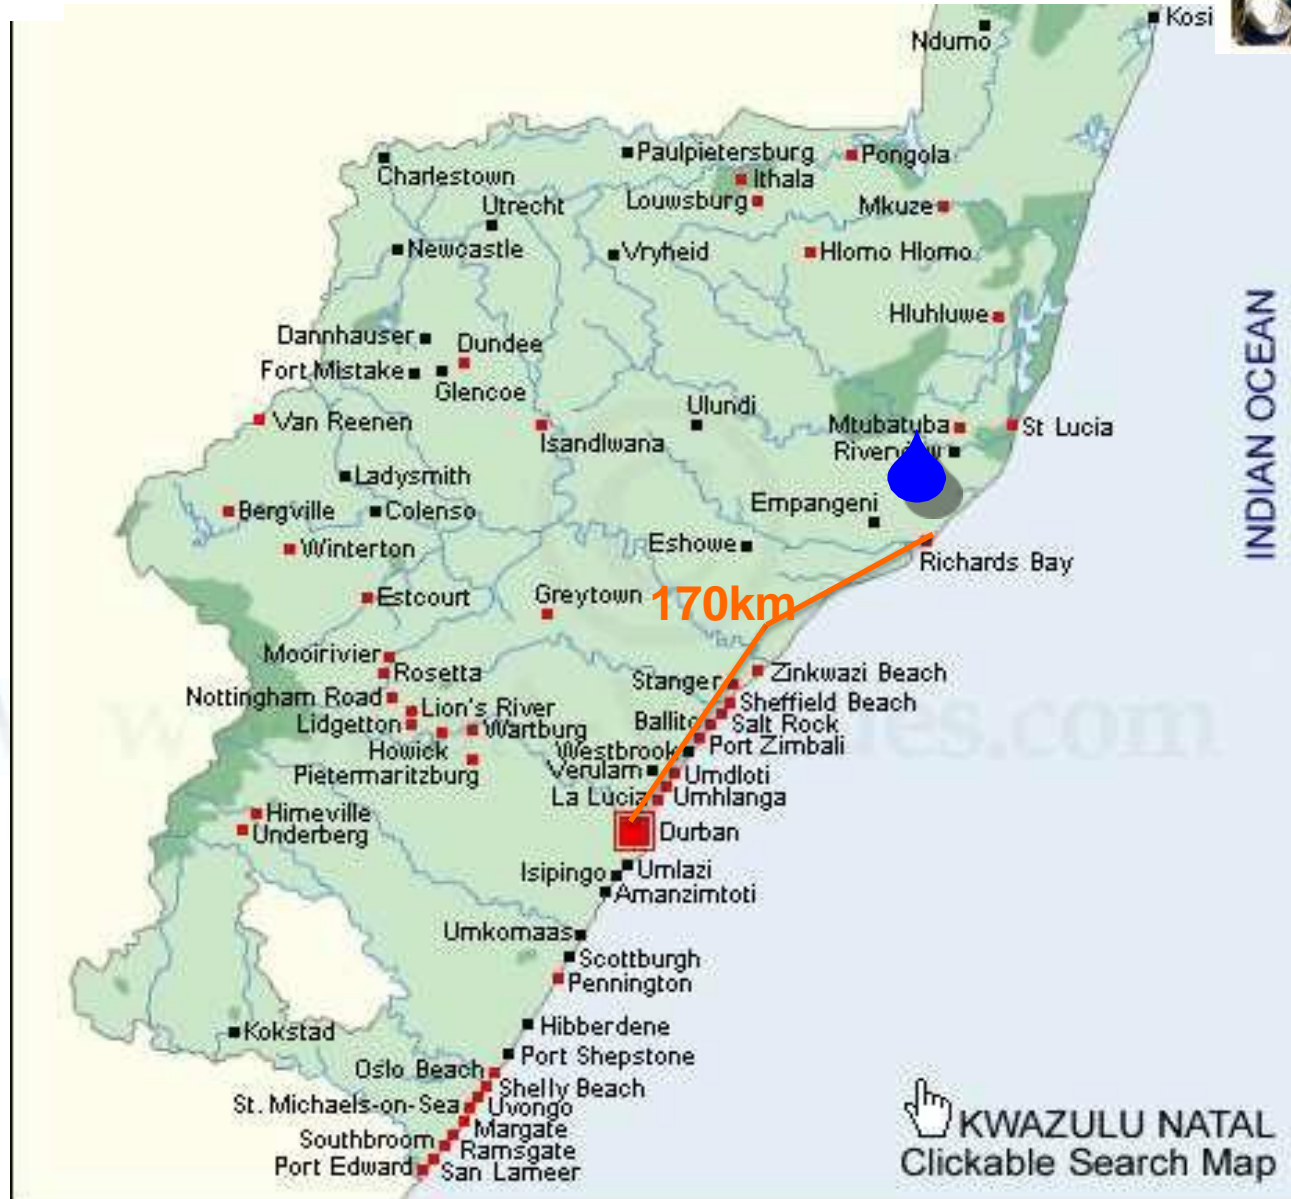 Kosi
Ndumo
Paulpietersburg
Pongola
Charlestown
Ithala
Louwsburg
Mkuze
Utrecht
Newcastle
Vryheid
Hlomo Hlomo
Hluhluwe
Dannhauser
Dundee
Fort Mistake
Glencoe
Van Reenen
Ulundi
Mtubatuba
St Lucia
Isandlwana
Ladysmith
Empangeni
Bergville
Colenso
Winterton
Eshowe
Richards Bay
Estcourt
Greytown
170km
Mooirivier
Rosetta
Stanger
Zinkwazi Beach
Nottingham Road
Lion's River
Sheffield Beach
Lidgetton
Wartburg
Ballito
Salt Rock
Howick
Westbrook
Port Zimbali
Pietermaritzburg
Verulam
Umdloti
La Lucia
Umhlanga
Himeville
Underberg
Durban
Isipingo
Umlazi
Amanzimtoti
Umkomaas
Scottburgh
Pennington
Kokstad
Hibberdene
Port Shepstone
Oslo Beach
Shelly Beach
St. Michaels-on-Sea
Uvongo
Margate
Southbroom
Ramsgate
Port Edward
San Lameer
INDIAN OCEAN
KWAZULU NATAL
Clickable Search Map